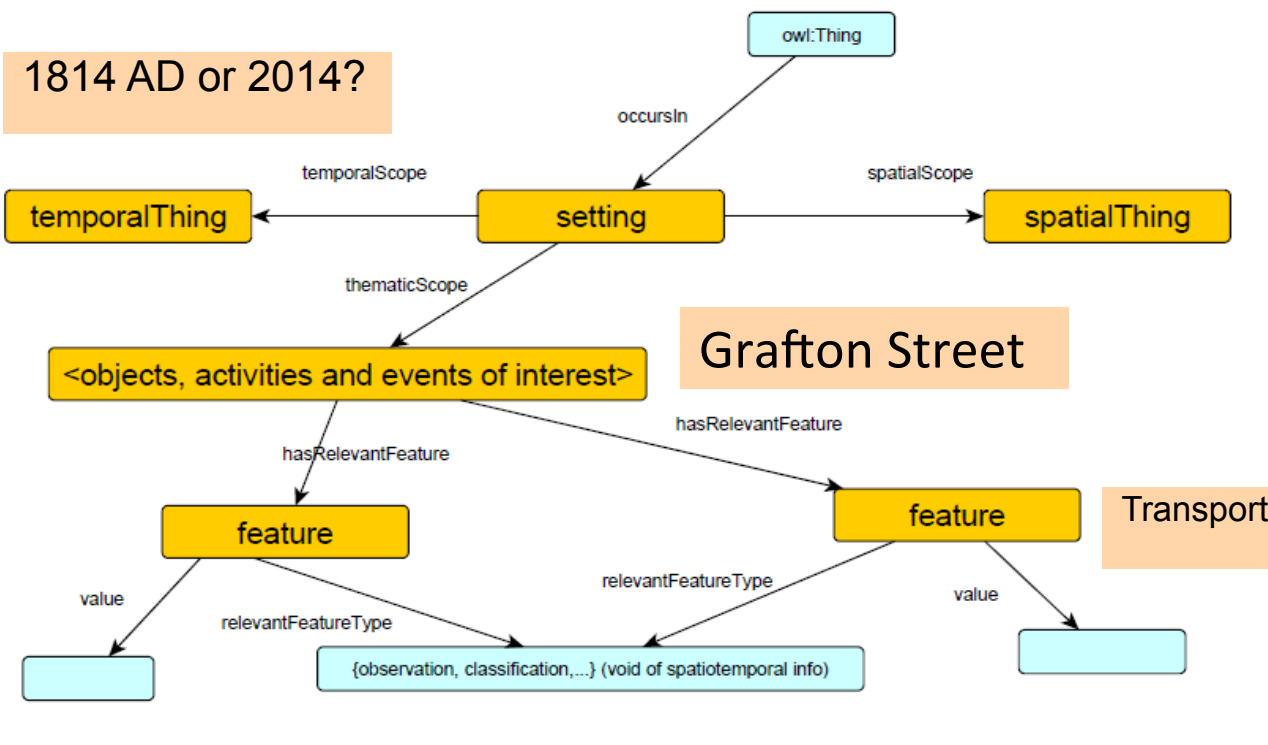 owl:Thing
1814 AD or 2014?
occursIn
temporalScope
spatialScope
temporalThing
setting
spatialThing
thematicScope
Grafton Street
<objects, activities and events of interest>
hasRelevantFeature
hasRelevantFeature
Transport
feature
feature
relevantFeatureType
value
value
relevantFeatureType
{observation, classification,...} (void of spatiotemporal info)